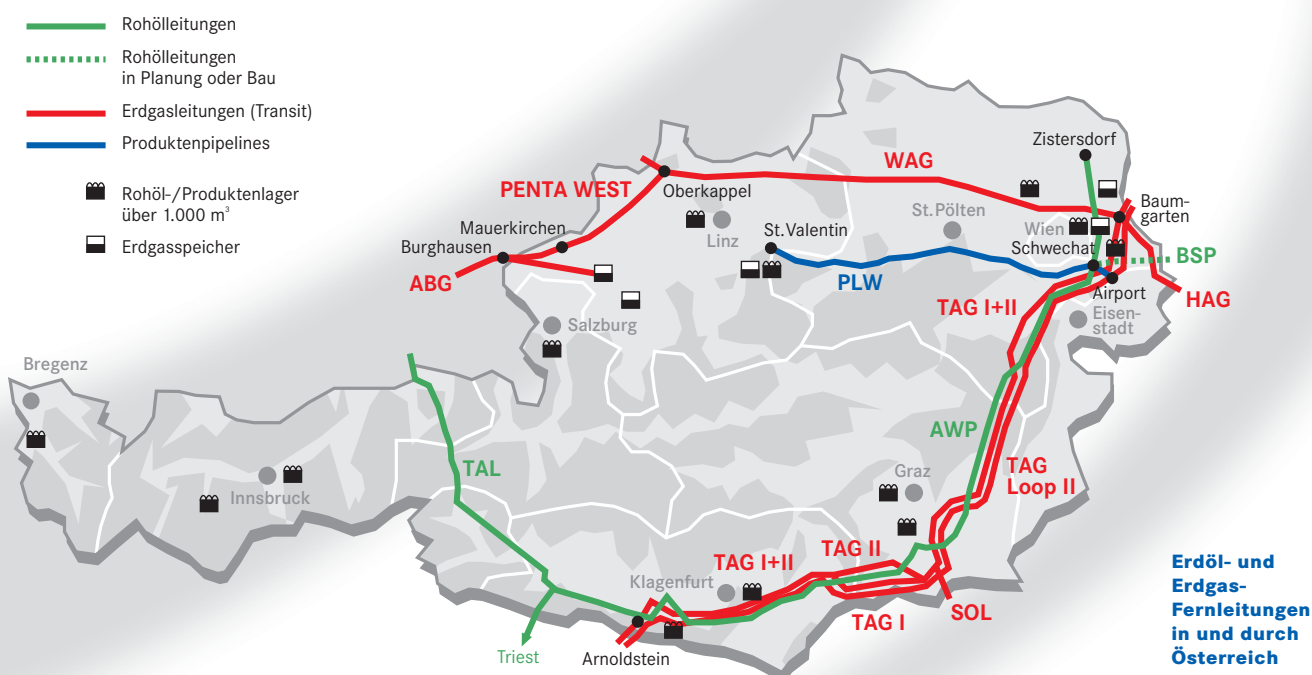 Rohölleitungen
Rohölleitungen
in Planung oder Bau
Erdgasleitungen (Transit)
Produktenpipelines
Rohöl-/Produktenlager
über 1.000 m³
Erdgasspeicher
Zistersdorf
WAG
PENTA WEST
Oberkappel
Baum-
garten
St. Pölten
Mauerkirchen
Linz
St. Valentin
Wien
Burghausen
Schwechat
BSP
ABG
PLW
Airport
HAG
TAG I+II
Salzburg
Eisen-
stadt
Bregenz
AWP
TAL
Graz
TAG
Loop II
Innsbruck
TAG II
TAG I+II
Klagenfurt
SOL
TAG I
Triest
Arnoldstein
Erdöl- und
Erdgas-
Fernleitungen
in und durch
Österreich